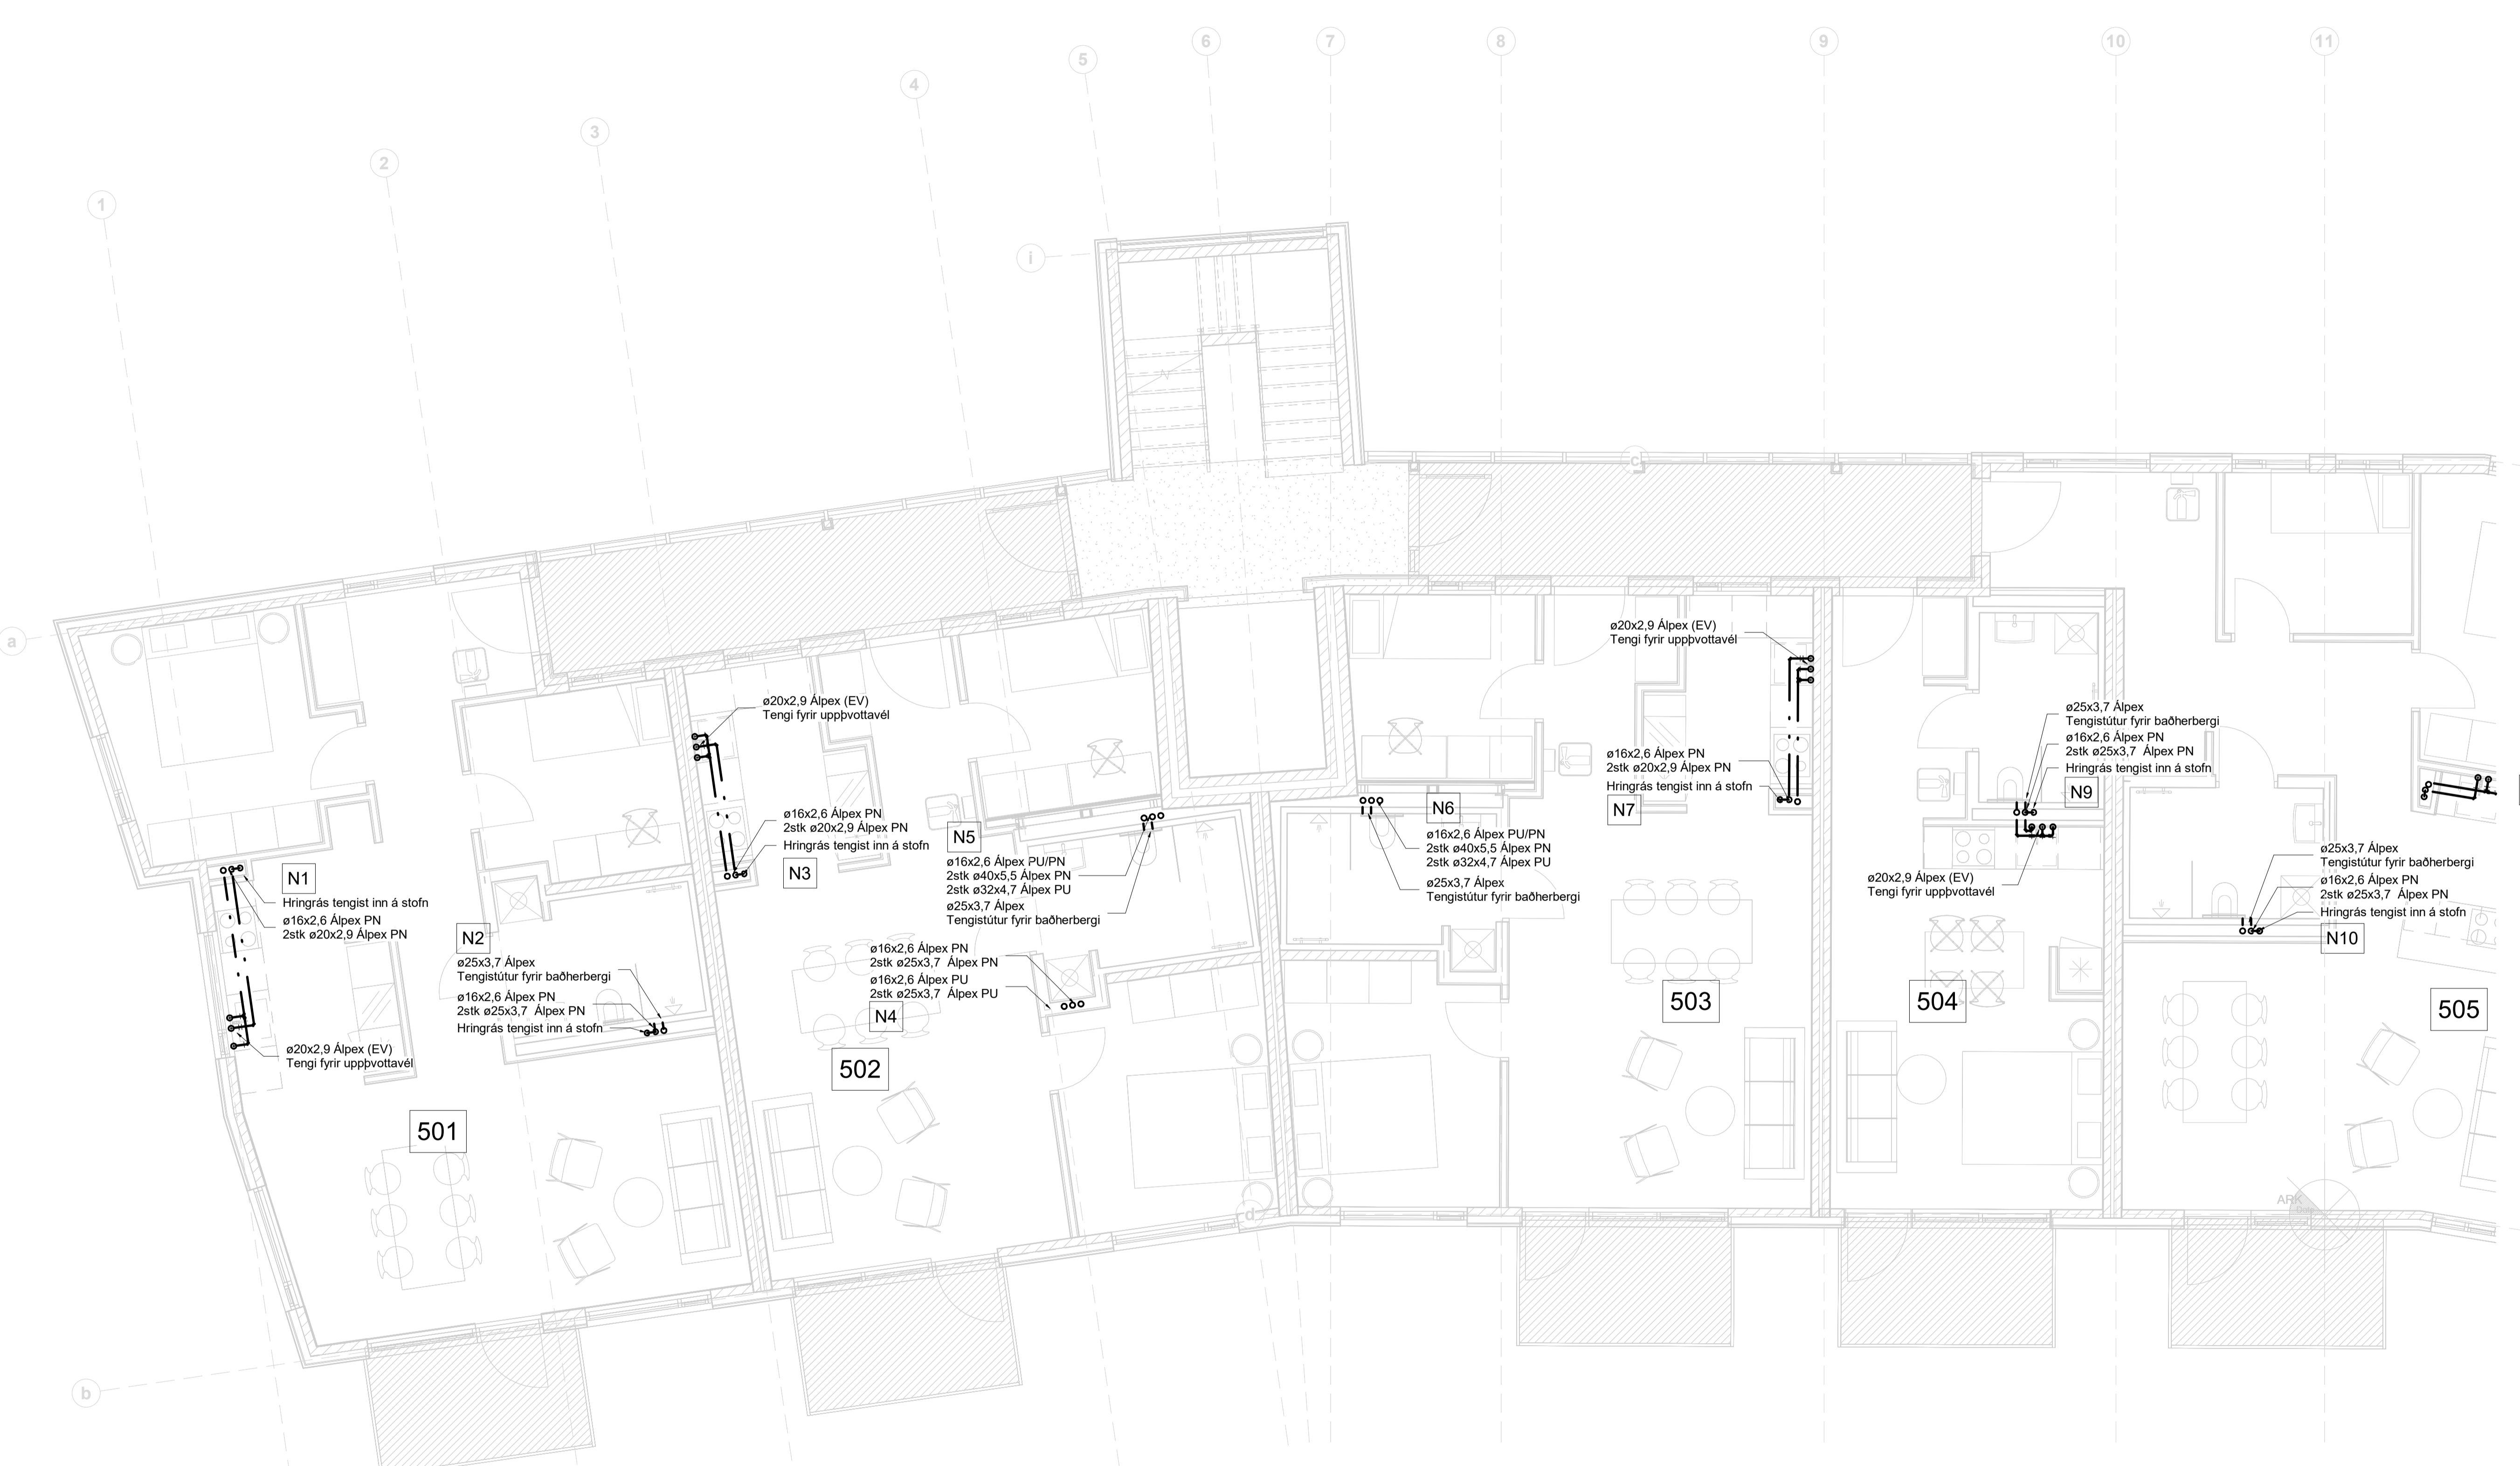 1
2
3
4
5
6
7
8
9
10
11
i
c
a
N1
Hringrás tengist inn á stofn
ø16x2,6 Álpex PN
2stk ø20x2,9 Álpex PN
ø20x2,9 Álpex (EV)
Tengi fyrir uppþvottavél
N2
ø25x3,7 Álpex
Tengistútur fyrir baðherbergi
ø16x2,6 Álpex PN
2stk ø25x3,7 Álpex PN
Hringrás tengist inn á stofn
501
ø20x2,9 Álpex (EV)
Tengi fyrir uppþvottavél
ø16x2,6 Álpex PN
2stk ø20x2,9 Álpex PN
Hringrás tengist inn á stofn
N3
N5
ø16x2,6 Álpex PU/PN
2stk ø40x5,5 Álpex PN
2stk ø32x4,7 Álpex PU
ø25x3,7 Álpex
Tengistútur fyrir baðherbergi
ø16x2,6 Álpex PN
2stk ø25x3,7 Álpex PN
ø16x2,6 Álpex PU
2stk ø25x3,7 Álpex PU
N4
502
N6
ø16x2,6 Álpex PU/PN
2stk ø40x5,5 Álpex PN
2stk ø32x4,7 Álpex PU
ø25x3,7 Álpex
Tengistútur fyrir baðherbergi
ø20x2,9 Álpex (EV)
Tengi fyrir uppþvottavél
ø16x2,6 Álpex PN
2stk ø20x2,9 Álpex PN
Hringrás tengist inn á stofn
N7
503
ø25x3,7 Álpex
Tengistútur fyrir baðherbergi
ø16x2,6 Álpex PN
2stk ø25x3,7 Álpex PN
Hringrás tengist inn á stofn
N9
ø20x2,9 Álpex (EV)
Tengi fyrir uppþvottavél
504
ø25x3,7 Álpex
Tengistútur fyrir baðherbergi
ø16x2,6 Álpex PN
2stk ø25x3,7 Álpex PN
Hringrás tengist inn á stofn
N10
505
ARK
d
b